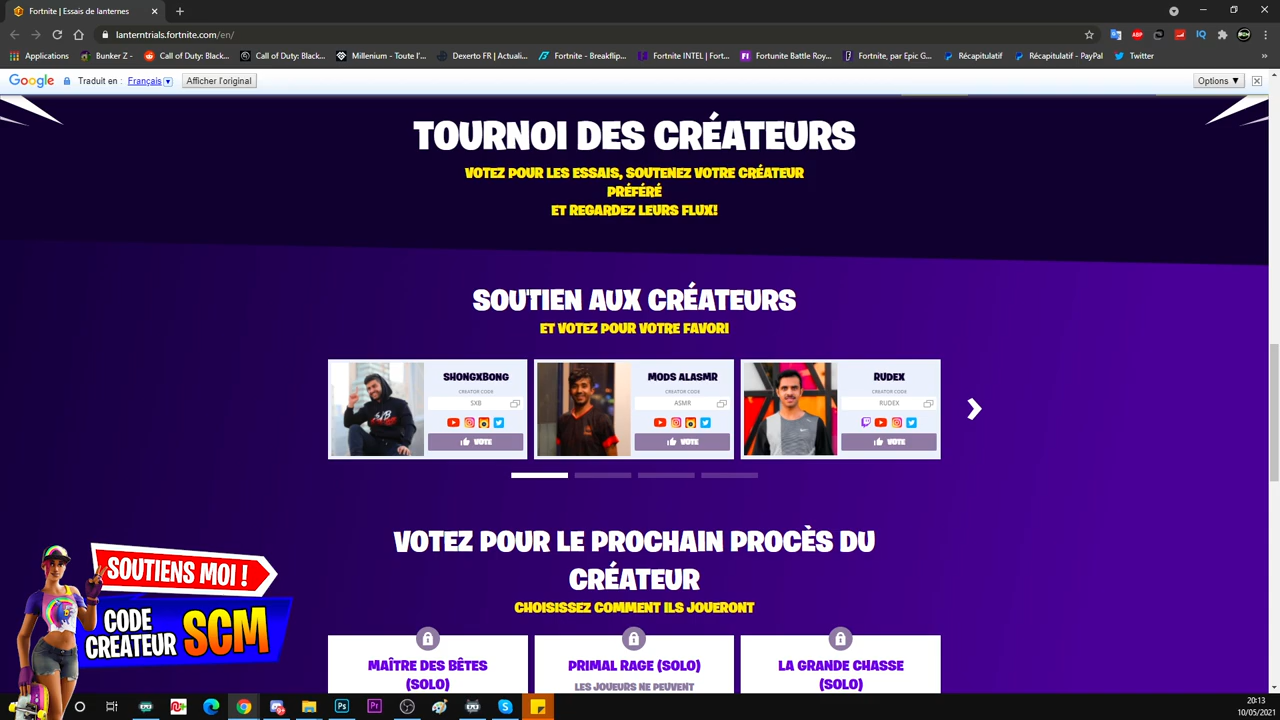 Fortnite | Essais de lanternes
lanterntrials.fortnite.com/en/
Applications
Bunker Z -
Call of Duty: Black...
Call of Duty: Black...
Millenium - Toute l'...
Dexerto FR | Actuali...
Fortnite - Breakflip...
Fortnite INTEL | Fort...
Fortunite Battle Roy...
Fortnite, par Epic G...
Récapitulatif
Récapitulatif - PayPal
Twitter
Google
Traduit en :
Français
Afficher l'original
Options ▼
TOURNOI DES CRÉATEURS
VOTEZ POUR LES ESSAIS, SOUTENEZ VOTRE CRÉATEUR
PRÉFÉRÉ
ET REGARDEZ LEURS FLUX!
SOUTIEN AUX CRÉATEURS
ET VOTEZ POUR VOTRE FAVORI
SHONGXBONG
CREATOR CODE
SXB
VOTE
MODS ALASMR
CREATOR CODE
ASMR
VOTE
RUDEX
CREATOR CODE
RUDEX
VOTE
VOTEZ POUR LE PROCHAIN PROCÈS DU
CRÉATEUR
CHOISISSEZ COMMENT ILS JOUERONT
MAÎTRE DES BÊTES
(SOLO)
PRIMAL RAGE (SOLO)
LES JOUEURS NE PEUVENT
LA GRANDE CHASSE
(SOLO)
SOUTIENS MOI !
CODE
CRÉATEUR SCM
20:13
10/05/2021